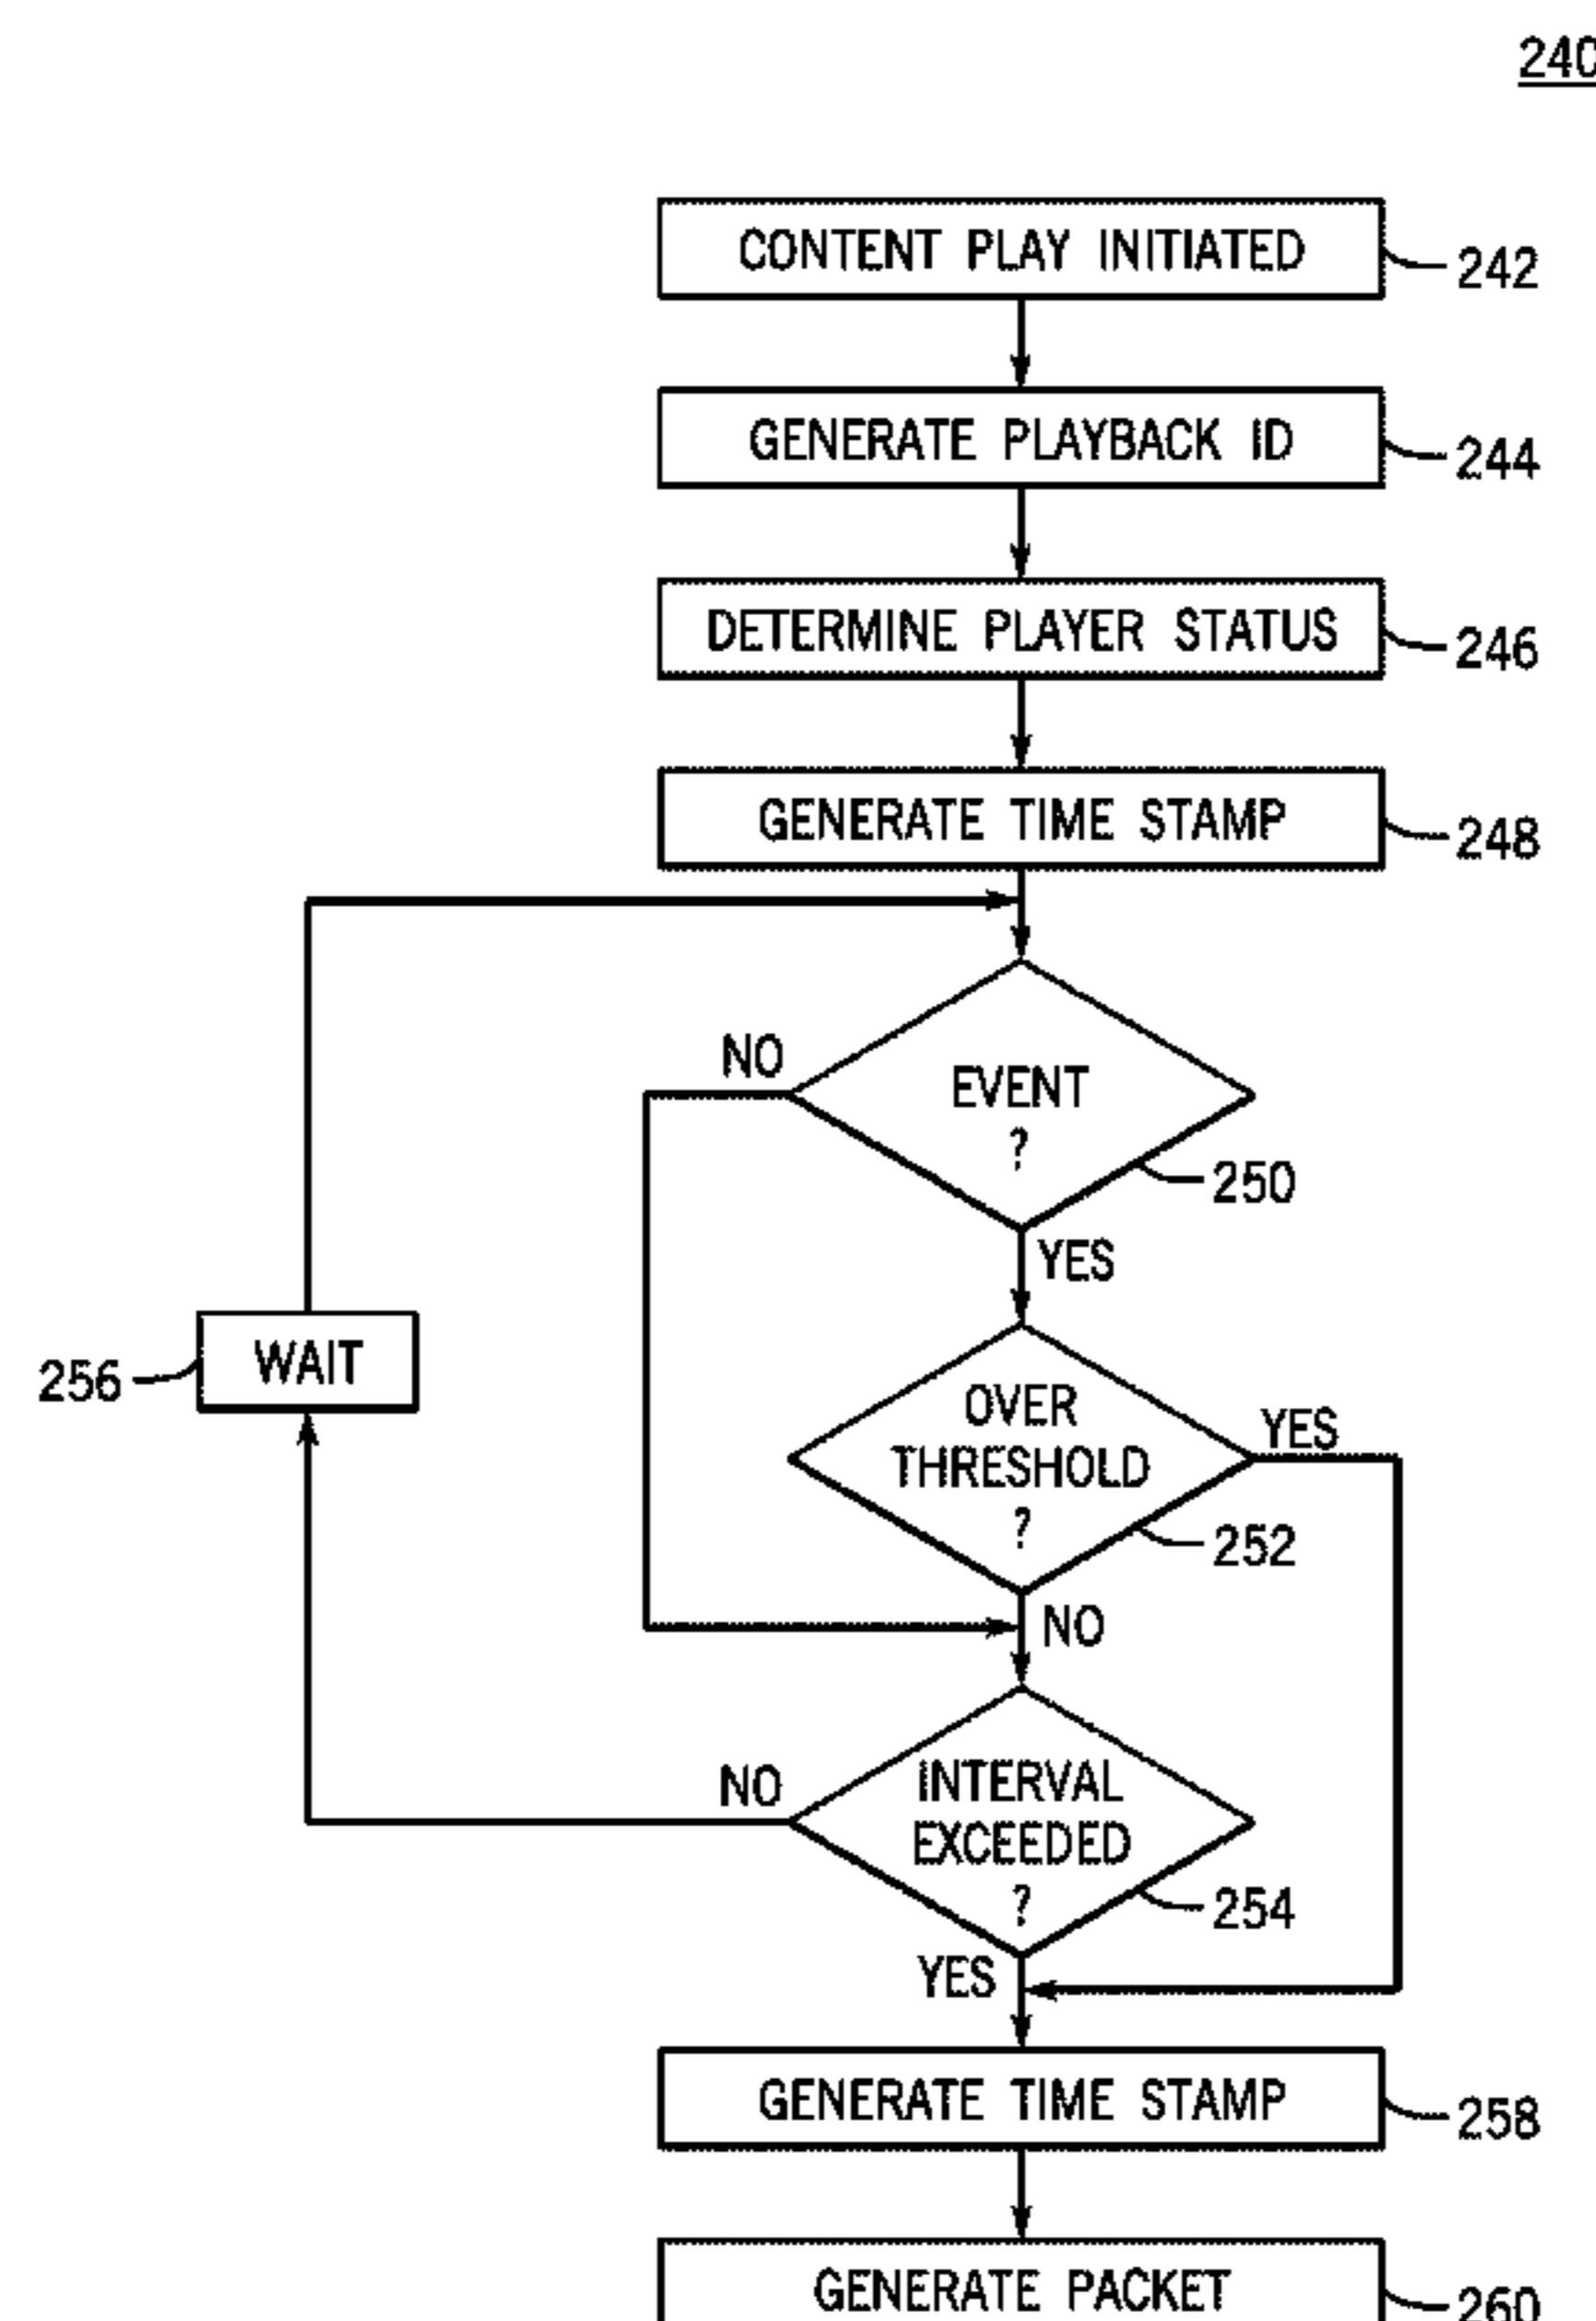 240
CONTENT PLAY INITIATED
242
GENERATE PLAYBACK ID
244
DETERMINE PLAYER STATUS
246
GENERATE TIME STAMP
248
NO
EVENT
?
250
YES
WAIT
256
OVER
THRESHOLD
?
YES
252
NO
INTERVAL
EXCEEDED
?
NO
254
YES
GENERATE TIME STAMP
258
GENERATE PACKET
260